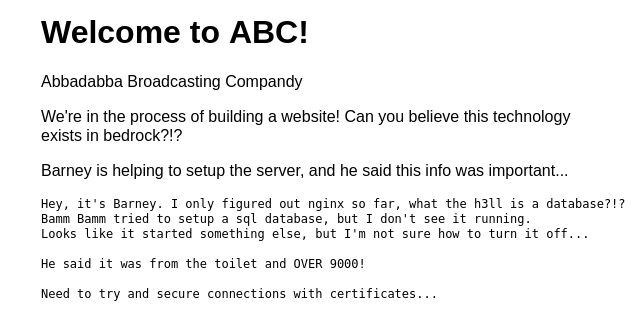 Welcome to ABC!
Abbadabba Broadcasting Compandy
We're in the process of building a website! Can you believe this technology
exists in bedrock?!?
Barney is helping to setup the server, and he said this info was important...
Hey, it's Barney. I only figured out nginx so far, what the h3ll is a database?!?
Bamm Bamm tried to setup a sql database, but I don't see it running.
Looks like it started something else, but I'm not sure how to turn it off...
He said it was from the toilet and OVER 9000!
Need to try and secure connections with certificates...